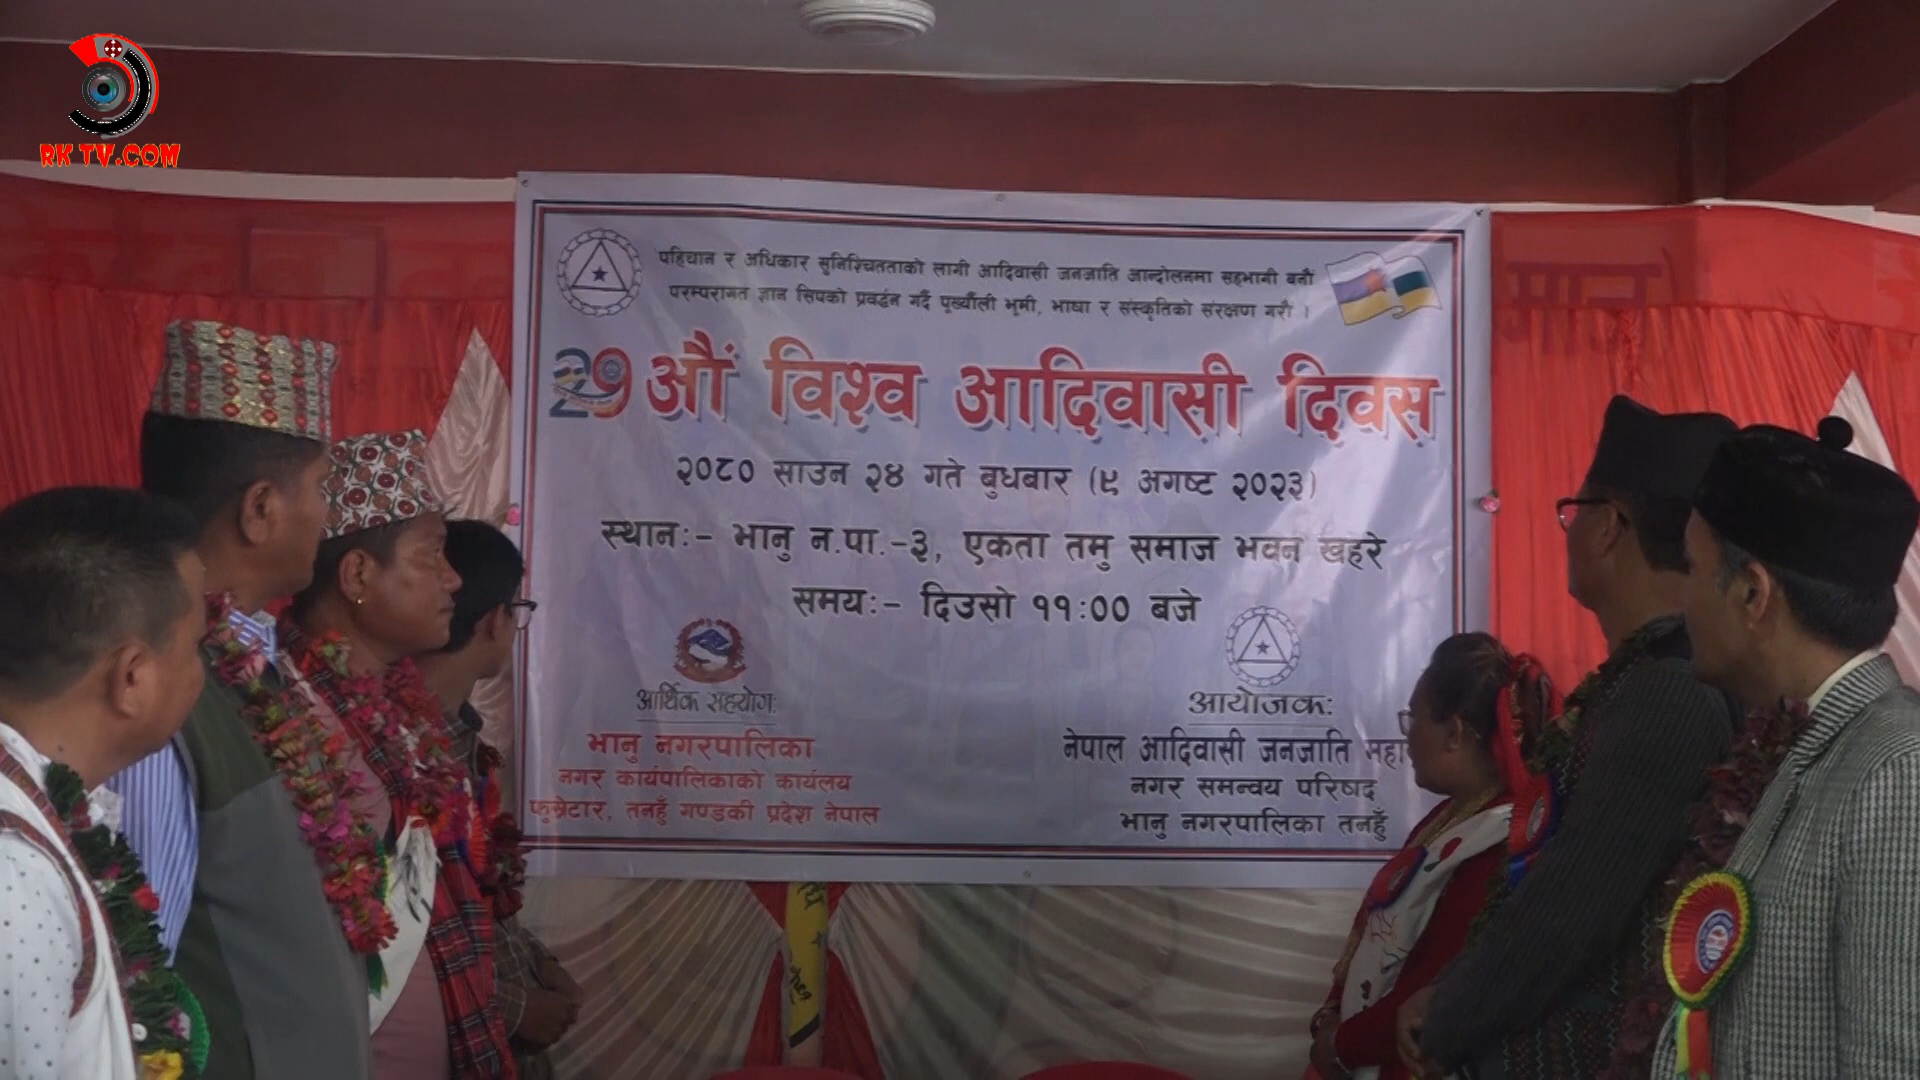 RK TV.COM
पहिचान र अधिकार सुनिश्चितताको लागी आदिवासी जनजाति आन्दोलनमा सहभागी बनौं
परम्परागत ज्ञान सिपको प्रवर्द्धन गर्दै पूर्ख्यौली भूमी, भाषा र संस्कृतिको संरक्षण गरौं ।
29 औं विश्व आदिवासी दिवस
२०८० साउन २४ गते बुधबार (९ अगष्ट २०२३)
स्थानः- भानु न.पा.-३, एकता तमु समाज भवन खहरे
समयः- दिउसो ११:०० बजे
आर्थिक सहयोग:
भानु नगरपालिका
नगर कार्यपालिकाको कार्यलय
तनहुँ गण्डकी प्रदेश नेपाल
आयोजक:
नेपाल आदिवासी जनजाति
नगर समन्वय परिषद
भानु नगरपालिका तनहुँ